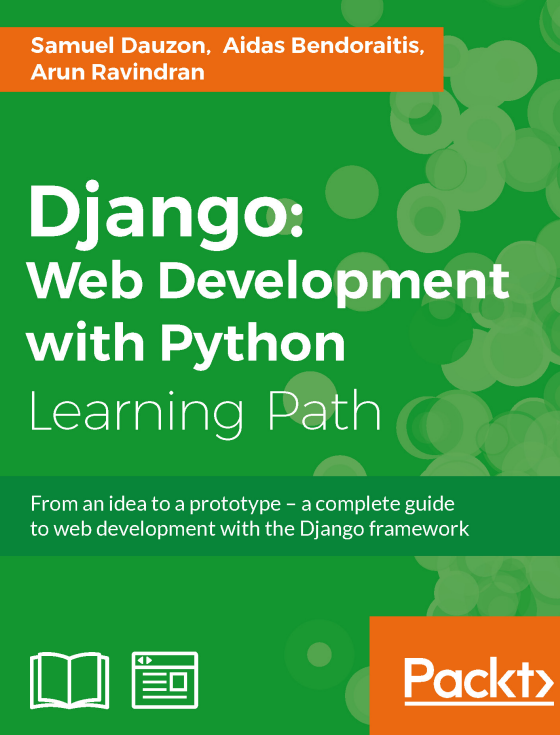 Samuel Dauzon, Aidas Bendoraitis,
Arun Ravindran
Django:
Web Development
with Python
Learning Path
From an idea to a prototype – a complete guide
to web development with the Django framework
Packt>